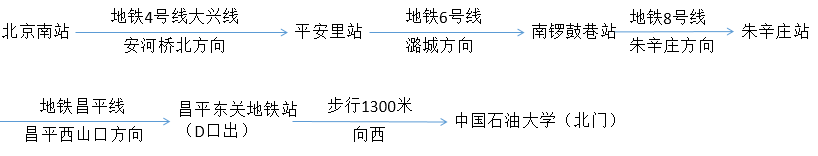 地铁4号线大兴线
地铁6号线
地铁8号线
北京南站
平安里站
南锣鼓巷站
朱辛庄站
安河桥北方向
潞城方向
朱辛庄方向
地铁昌平线
昌平东关地铁站
步行1300米
昌平西山口方向
（D口出）
向西
中国石油大学（北门）